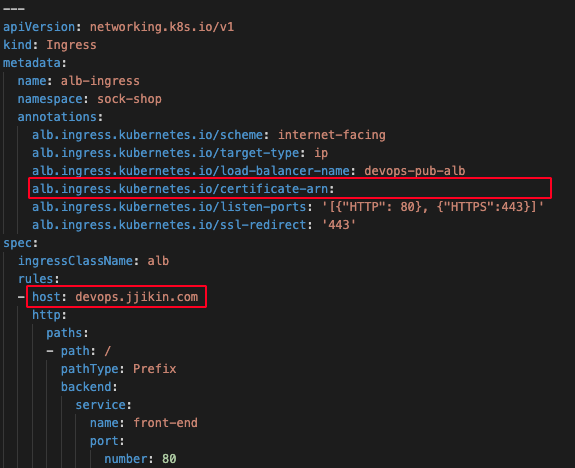 ---
apiVersion: networking.k8s.io/v1
kind: Ingress
metadata:
  name: alb-ingress
  namespace: sock-shop
  annotations:
    alb.ingress.kubernetes.io/scheme: internet-facing
    alb.ingress.kubernetes.io/target-type: ip
    alb.ingress.kubernetes.io/load-balancer-name: devops-pub-alb
    alb.ingress.kubernetes.io/certificate-arn:
    alb.ingress.kubernetes.io/listen-ports: '[{"HTTP": 80}, {"HTTPS":443}]'
    alb.ingress.kubernetes.io/ssl-redirect: '443'
spec:
  ingressClassName: alb
  rules:
  - host: devops.jjikin.com
    http:
      paths:
      - path: /
        pathType: Prefix
        backend:
          service:
            name: front-end
            port:
              number: 80